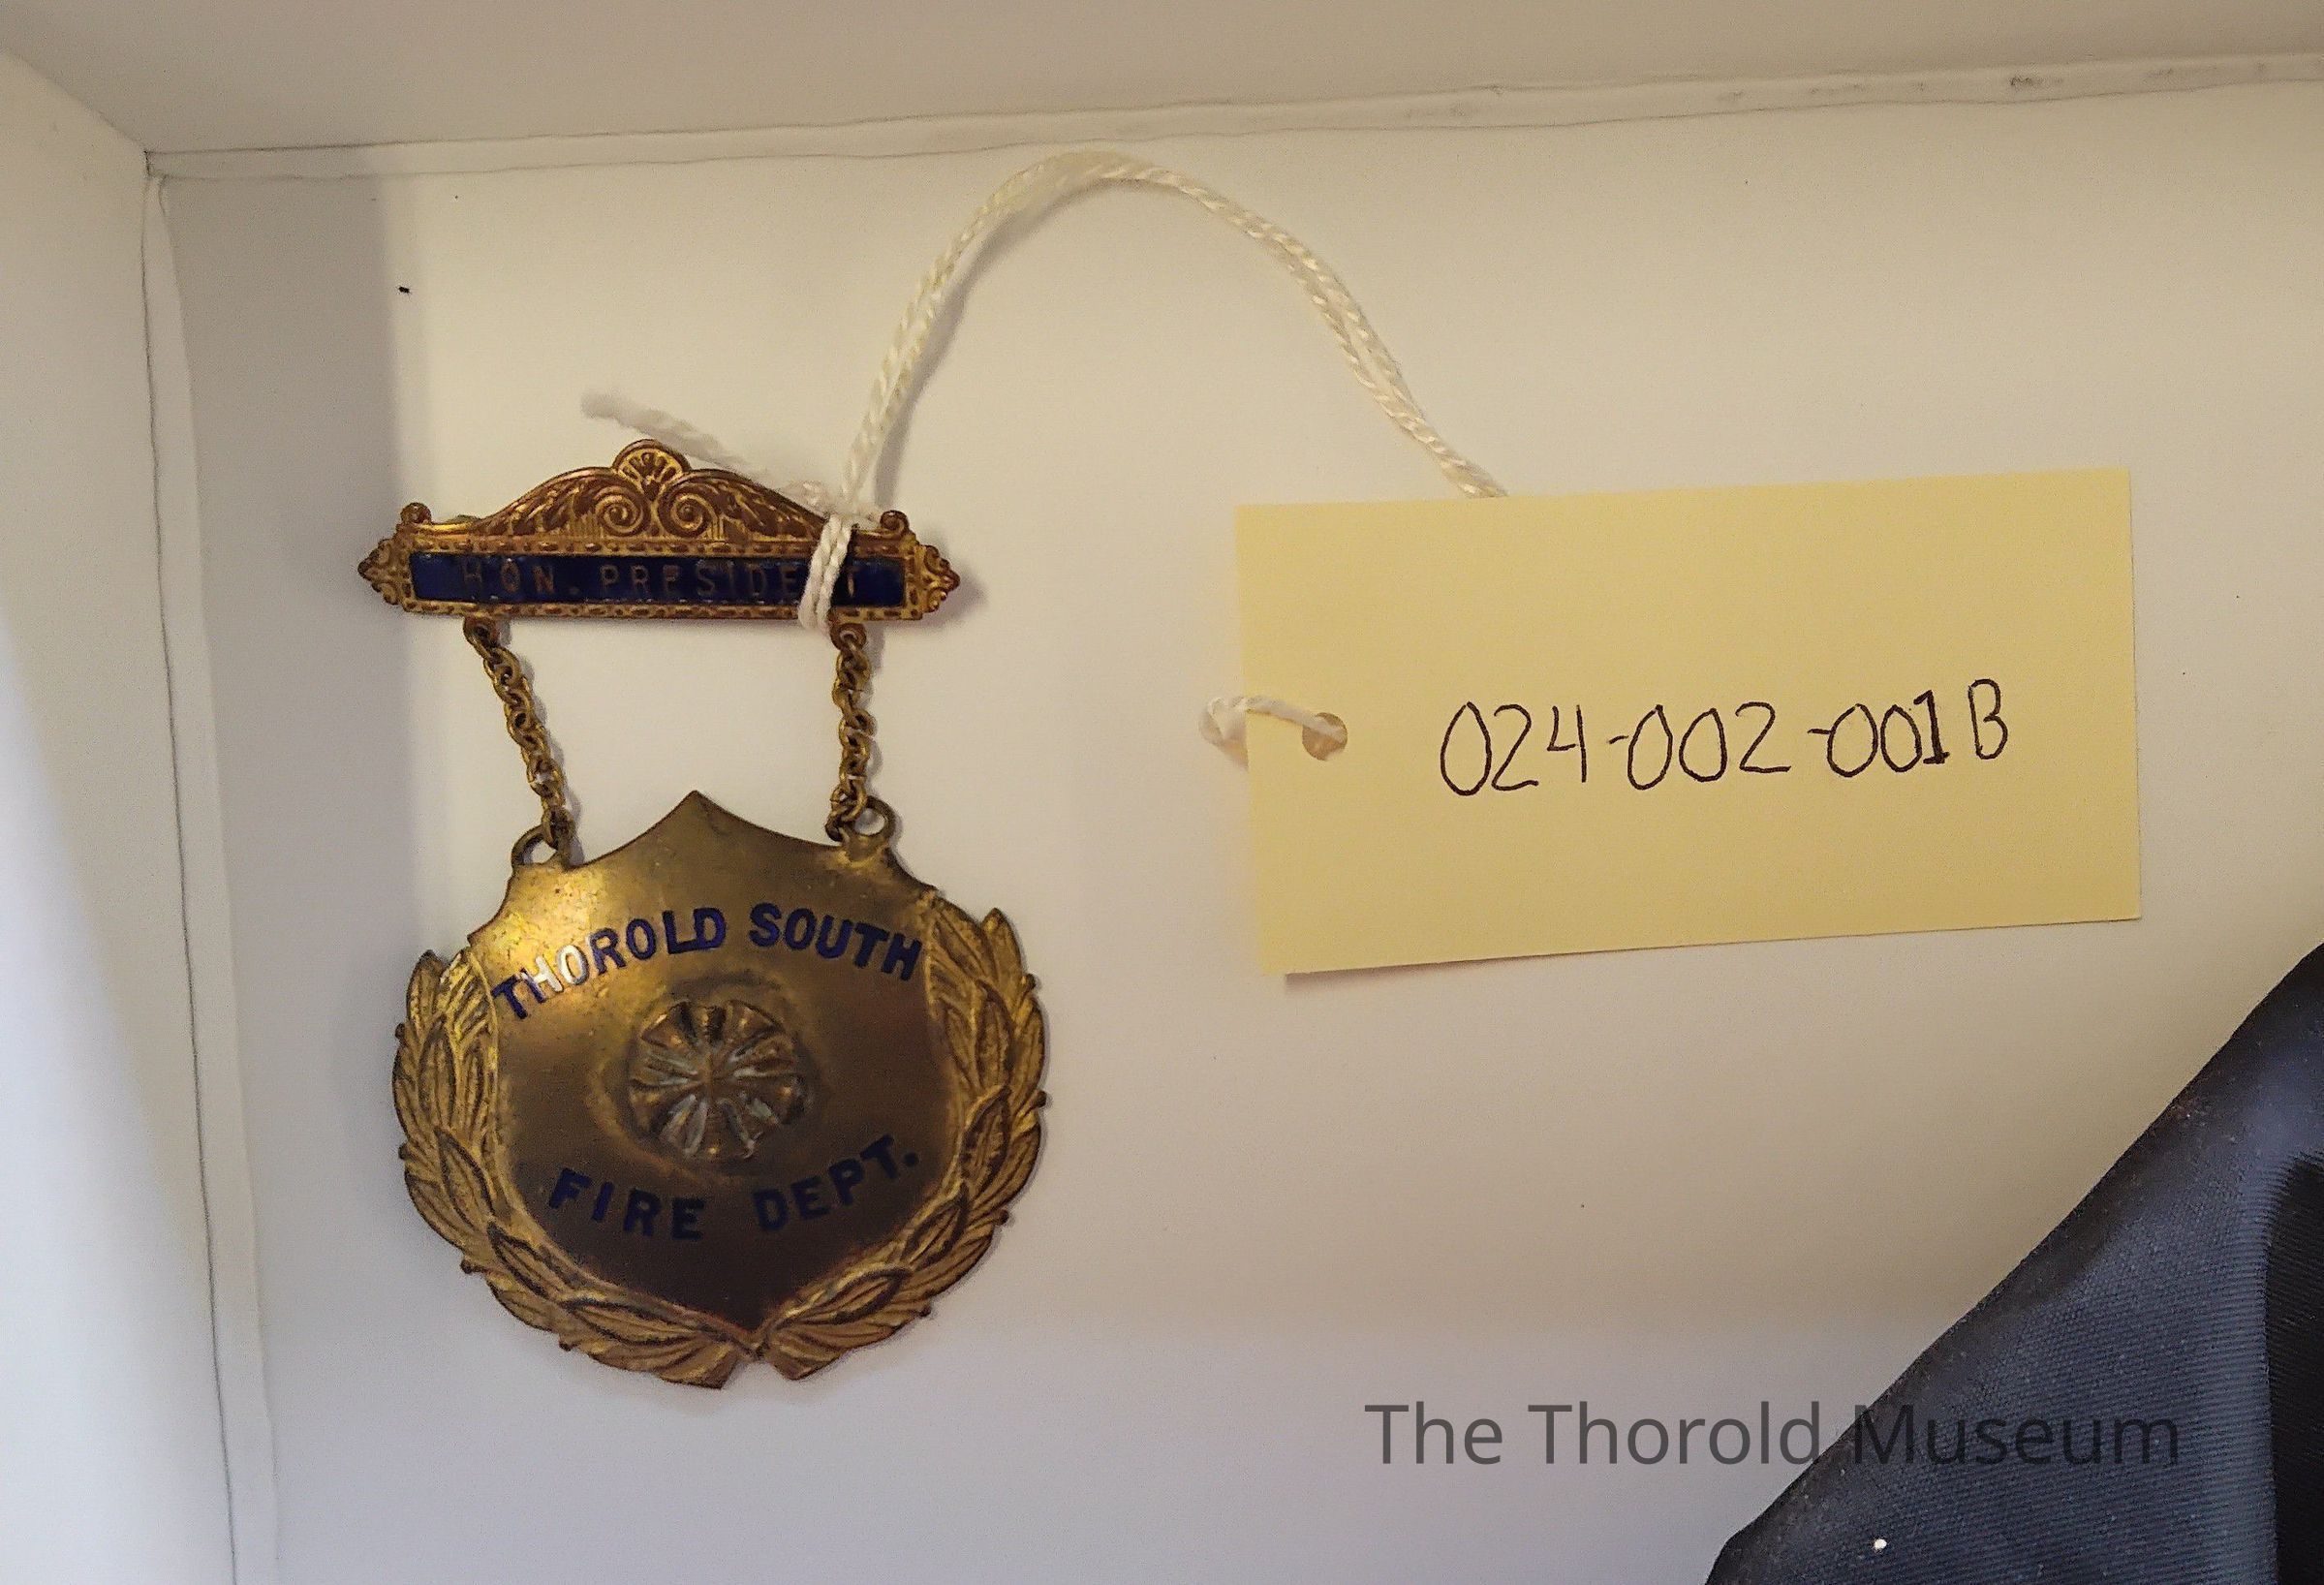 HON. PRESIDENT
THOROLD SOUTH
FIRE DEPT.
024-002-001B
The Thorold Museum